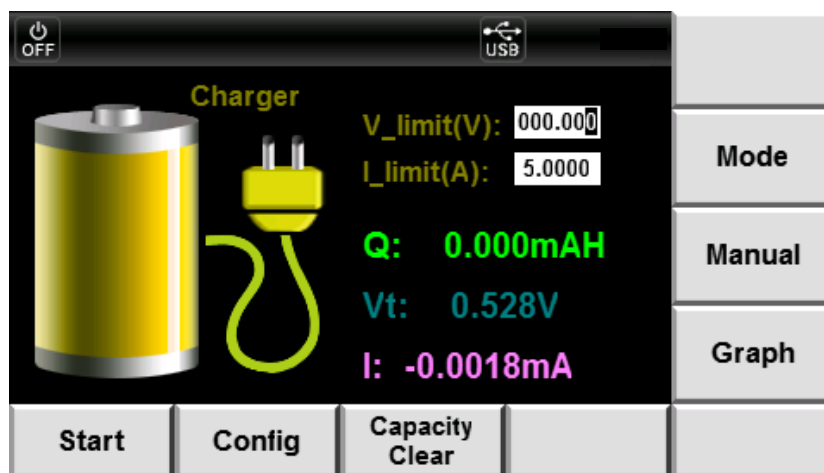 OFF
USB
Charger
V_limit(V): 000.000
I_limit(A): 5.0000
Q: 0.000mAH
Vt: 0.528V
I: -0.0018mA
Mode
Manual
Graph
Start
Config
Capacity
Clear